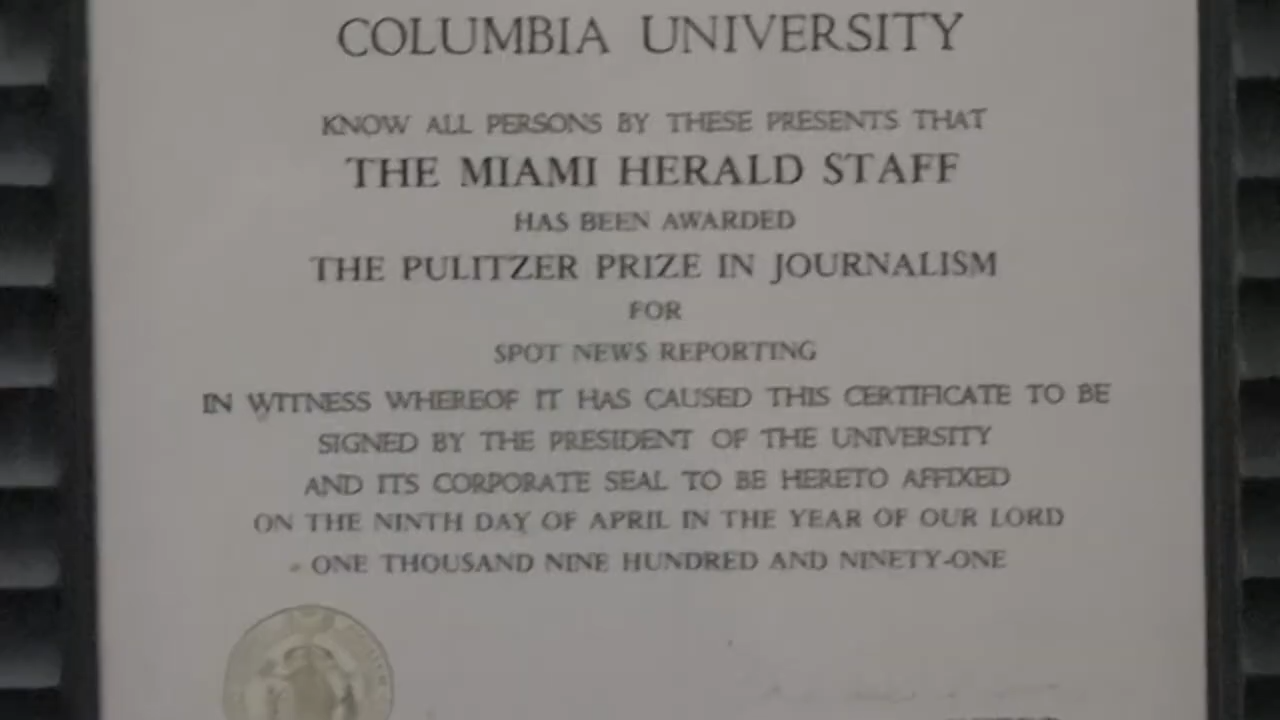 COLUMBIA UNIVERSITY
KNOW ALL PERSONS BY THESE PRESENTS THAT
THE MIAMI HERALD STAFF
HAS BEEN AWARDED
THE PULITZER PRIZE IN JOURNALISM
FOR
SPOT NEWS REPORTING
IN WITNESS WHEREOF IT HAS CAUSED THIS CERTIFICATE TO BE
SIGNED BY THE PRESIDENT OF THE UNIVERSITY
AND ITS CORPORATE SEAL TO BE HERETO AFFIXED
ON THE NINTH DAY OF APRIL IN THE YEAR OF OUR LORD
ONE THOUSAND NINE HUNDRED AND NINETY-ONE